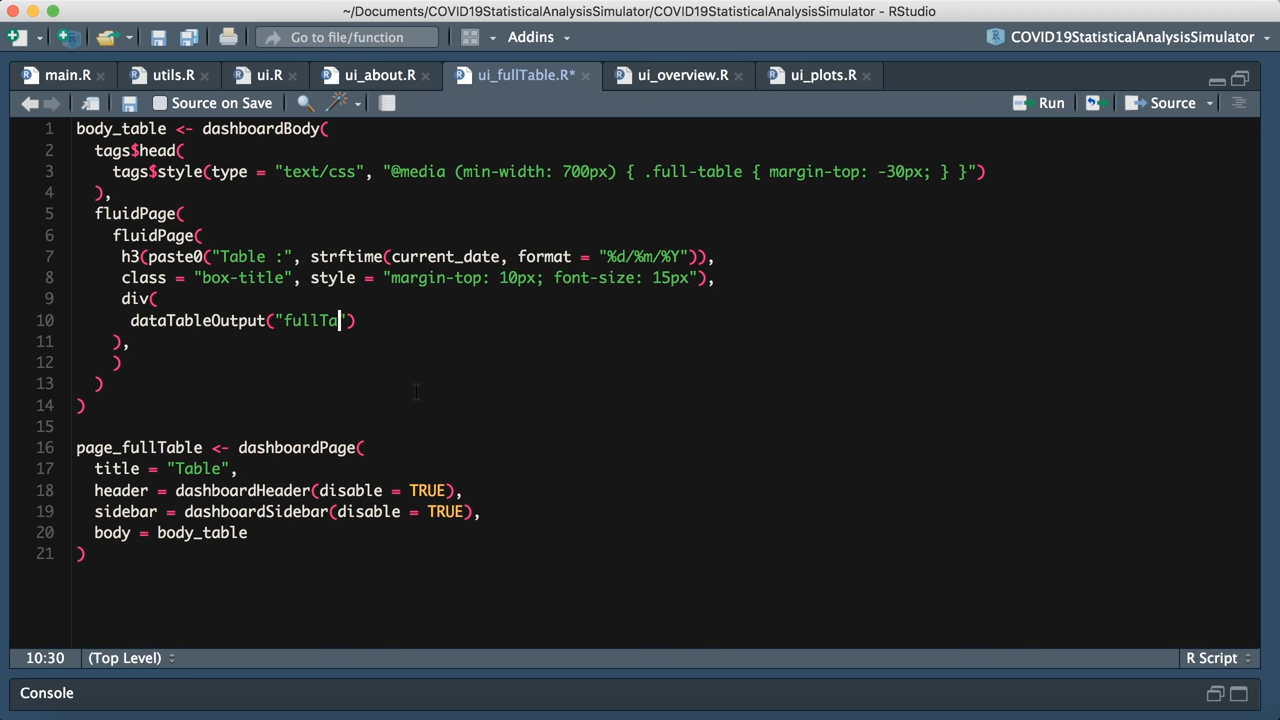 ~/Documents/COVID19StatisticalAnalysisSimulator/COVID19StatisticalAnalysisSimulator - RStudio
Go to file/function Addins COVID19StatisticalAnalysisSimulator
main.R utils.R ui.R ui_about.R ui_fullTable.R* ui_overview.R ui_plots.R
Source on Save Run Source
1 body_table <- dashboardBody(
2 tags$head(
3 tags$style(type = "text/css", "@media (min-width: 700px) { .full-table { margin-top: -30px; } }")
4 ),
5 fluidPage(
6 fluidPage(
7 h3(paste0("Table :", strftime(current_date, format = "%d/%m/%Y")),
8 class = "box-title", style = "margin-top: 10px; font-size: 15px"),
9 div(
10 dataTableOutput("fullTa")
11 ),
12 )
13 )
14 )
15
16 page_fullTable <- dashboardPage(
17 title = "Table",
18 header = dashboardHeader(disable = TRUE),
19 sidebar = dashboardSidebar(disable = TRUE),
20 body = body_table
21 )
10:30 (Top Level) R Script
Console